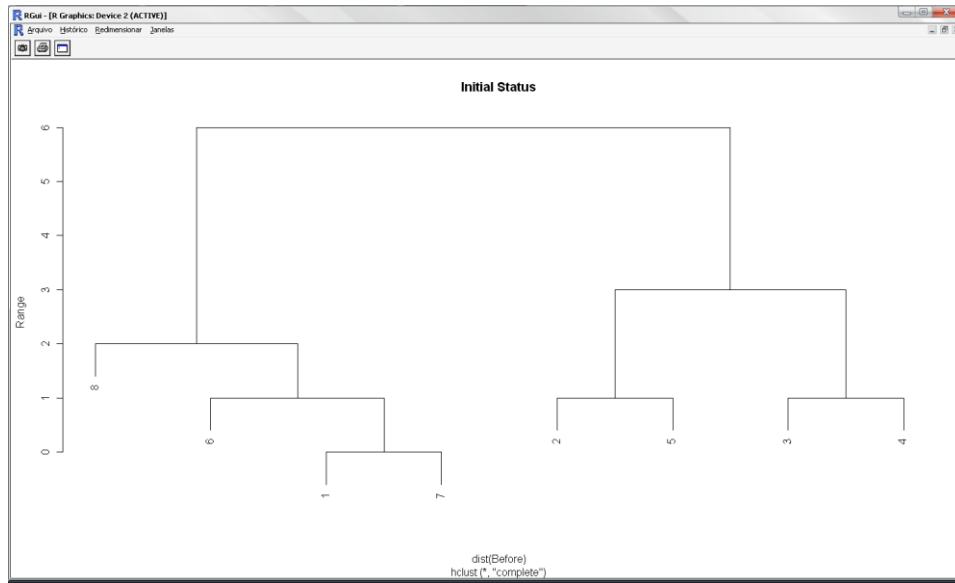 RGui - [R Graphics: Device 2 (ACTIVE)]
Arquivo Histórico Redimensionar Janelas
Initial Status
6
5
4
3
2
1
0
Range
8
6
1
7
2
5
3
4
dist(Before)
hclust (*, "complete")